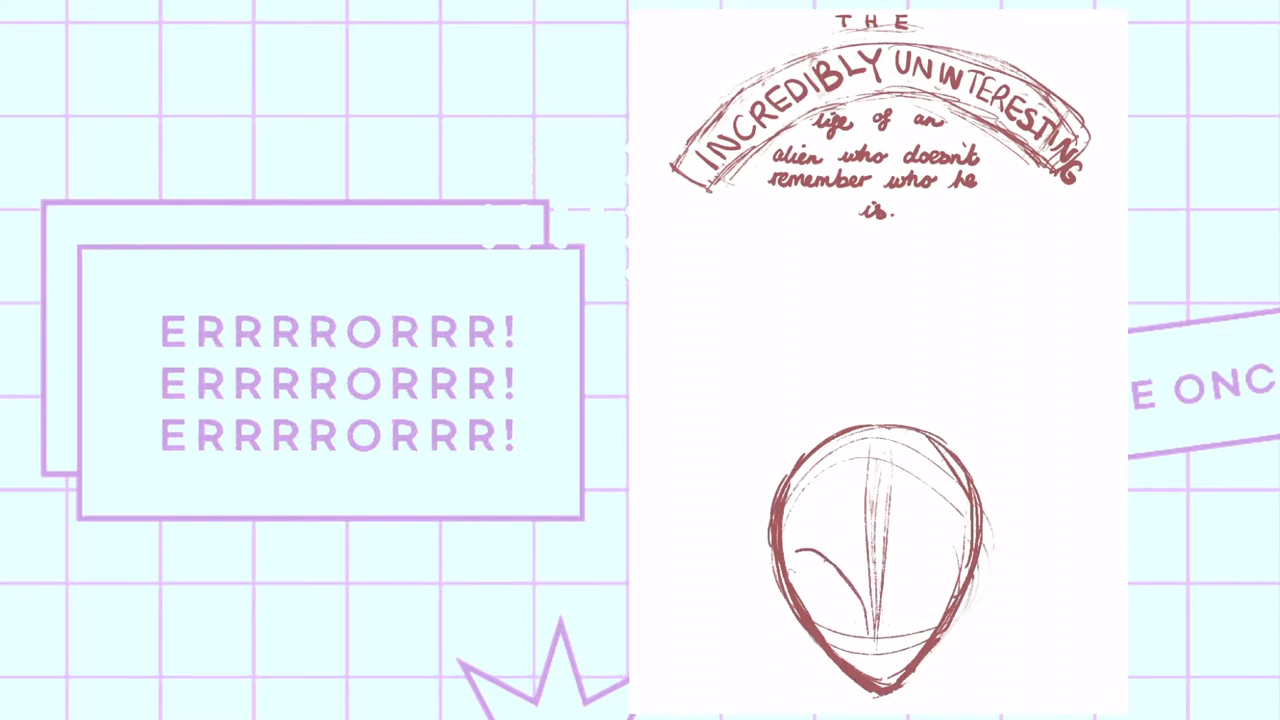 ERRRRORRR!
ERRRRORRR!
ERRRRORRR!
THE
INCREDIBLY UNINTERESTING
life of an
alien who doesn't
remember who he
is.
E ONC